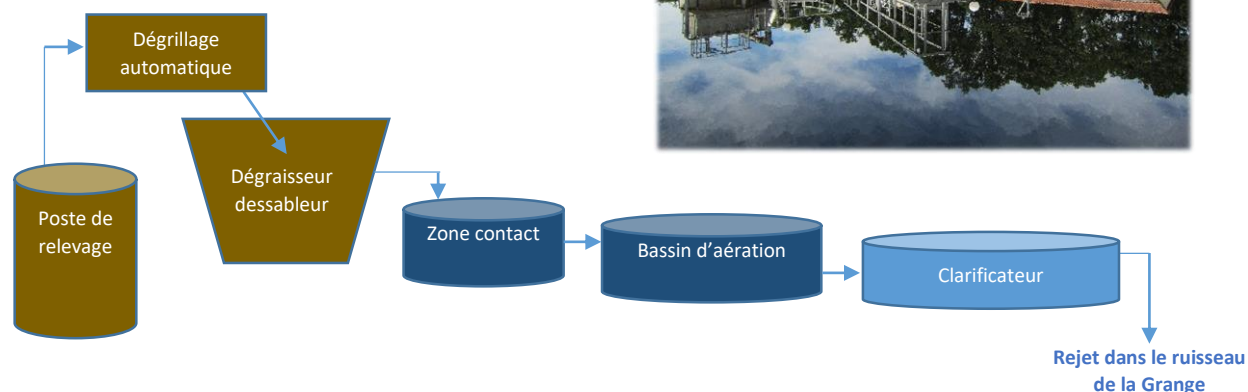 Dégrillage
automatique
Dégraisseur
dessableur
Poste de
relevage
Zone contact
Bassin d'aération
Clarificateur
Rejet dans le ruisseau
de la Grange